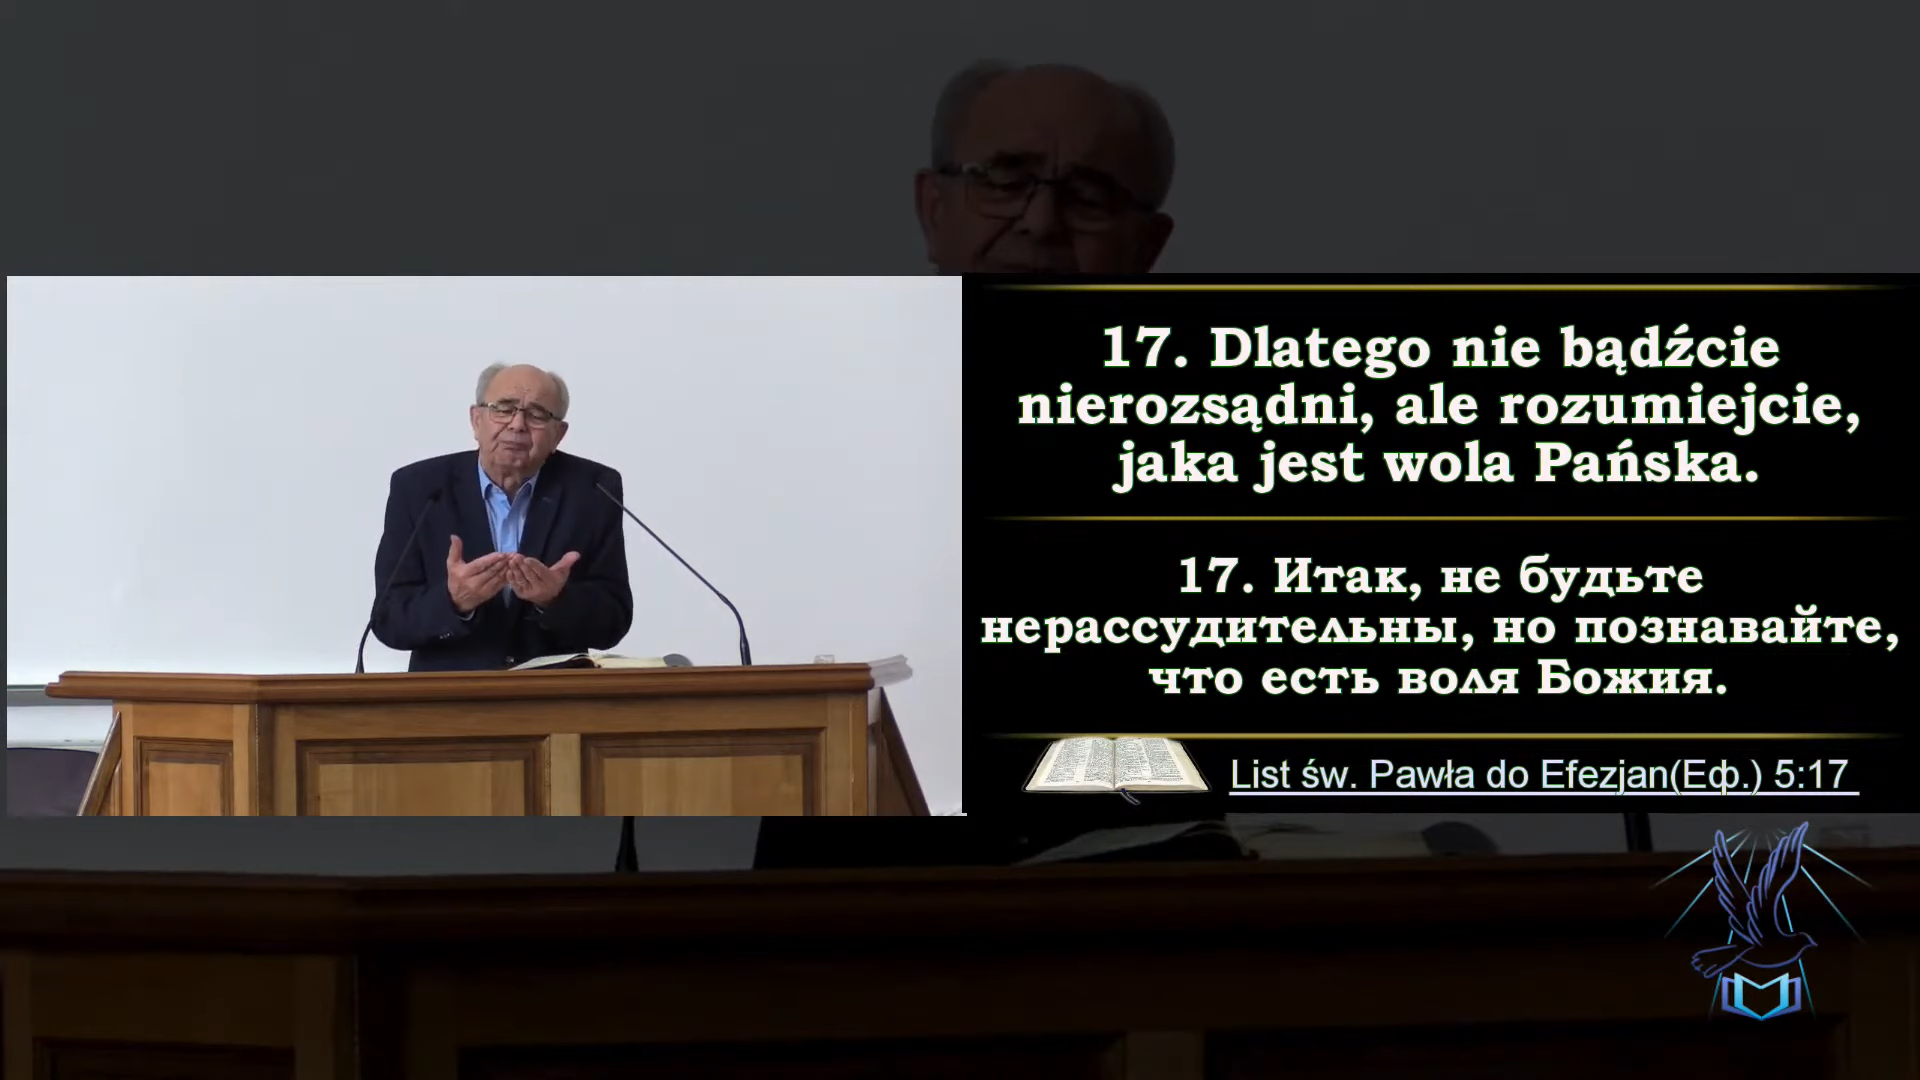 17. Dlatego nie bądźcie
nierozsądni, ale rozumiejcie,
jaka jest wola Pańska.
17. Итак, не будьте
нерассудительны, но познавайте,
что есть воля Божия.
List św. Pawła do Efezjan(Еф.) 5:17